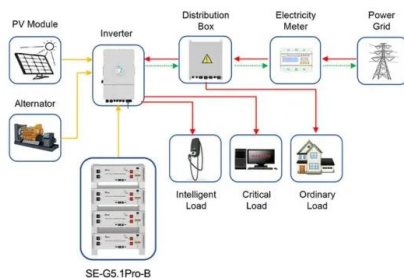 PV Module
Inverter
Distribution
Box
Electricity
Meter
Power
Grid
Alternator
Intelligent
Load
Critical
Load
Ordinary
Load
SE-G5.1Pro-B